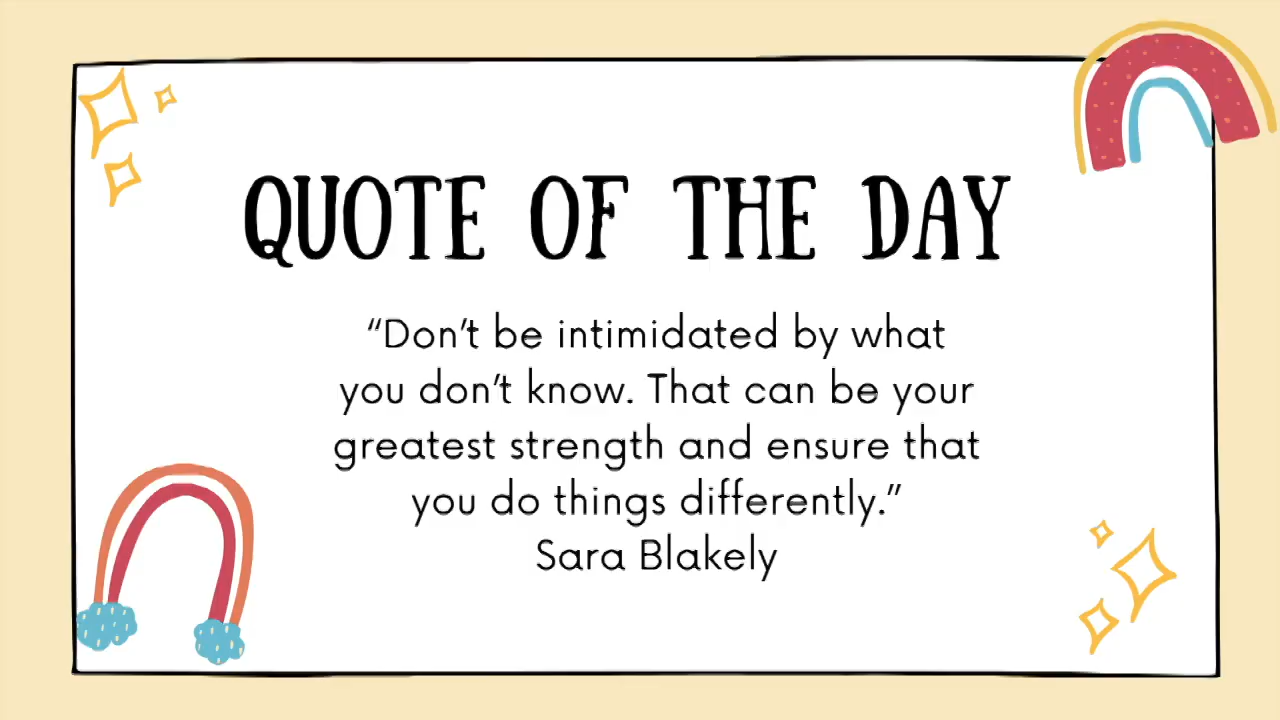 QUOTE OF THE DAY
“Don’t be intimidated by what
you don’t know. That can be your
greatest strength and ensure that
you do things differently.”
Sara Blakely